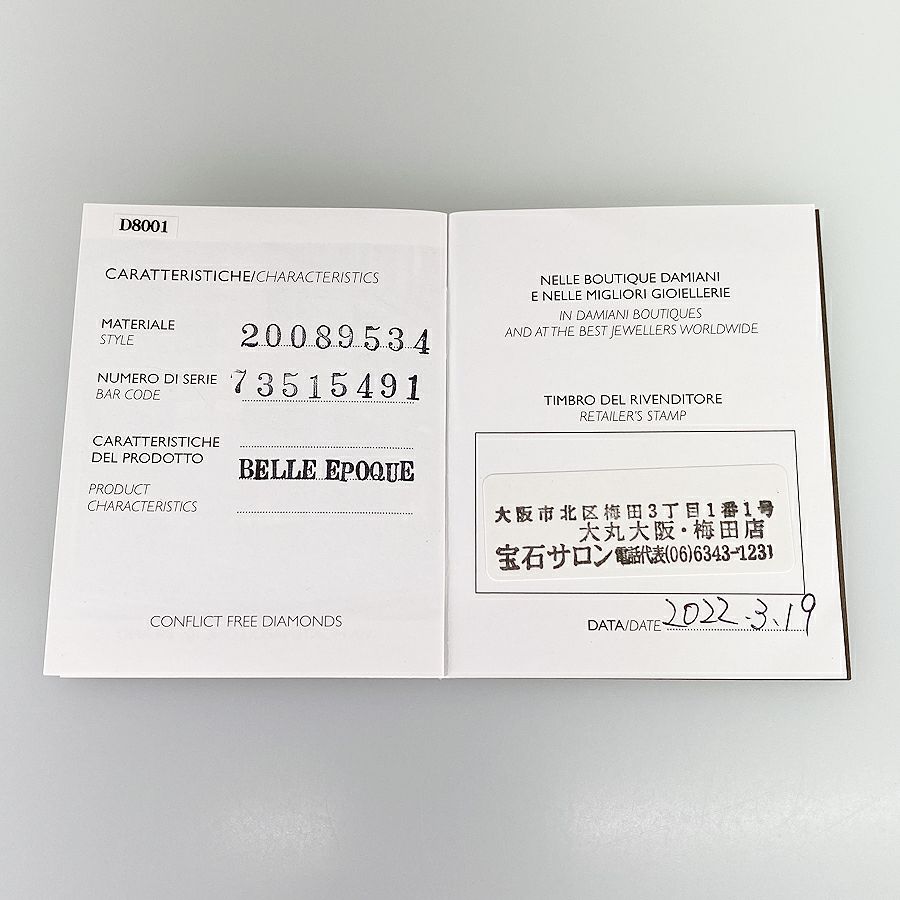 D8001
CARATTERISTICHE/CHARACTERISTICS
MATERIALE
STYLE
20089534
NUMERO DI SERIE
BAR CODE
73515491
CARATTERISTICHE
DEL PRODOTTO
BELLE EPOQUE
PRODUCT
CHARACTERISTICS
CONFLICT FREE DIAMONDS
NELLE BOUTIQUE DAMIANI
E NELLE MIGLIORI GIOIELLERIE
IN DAMIANI BOUTIQUES
AND AT THE BEST JEWELLERS WORLDWIDE
TIMBRO DEL RIVENDITORE
RETAILER'S STAMP
大阪市北区梅田3丁目1番1号
大丸大阪・梅田店
宝石サロン電話代表(06)6343-1231
DATA/DATE 2022.3.19